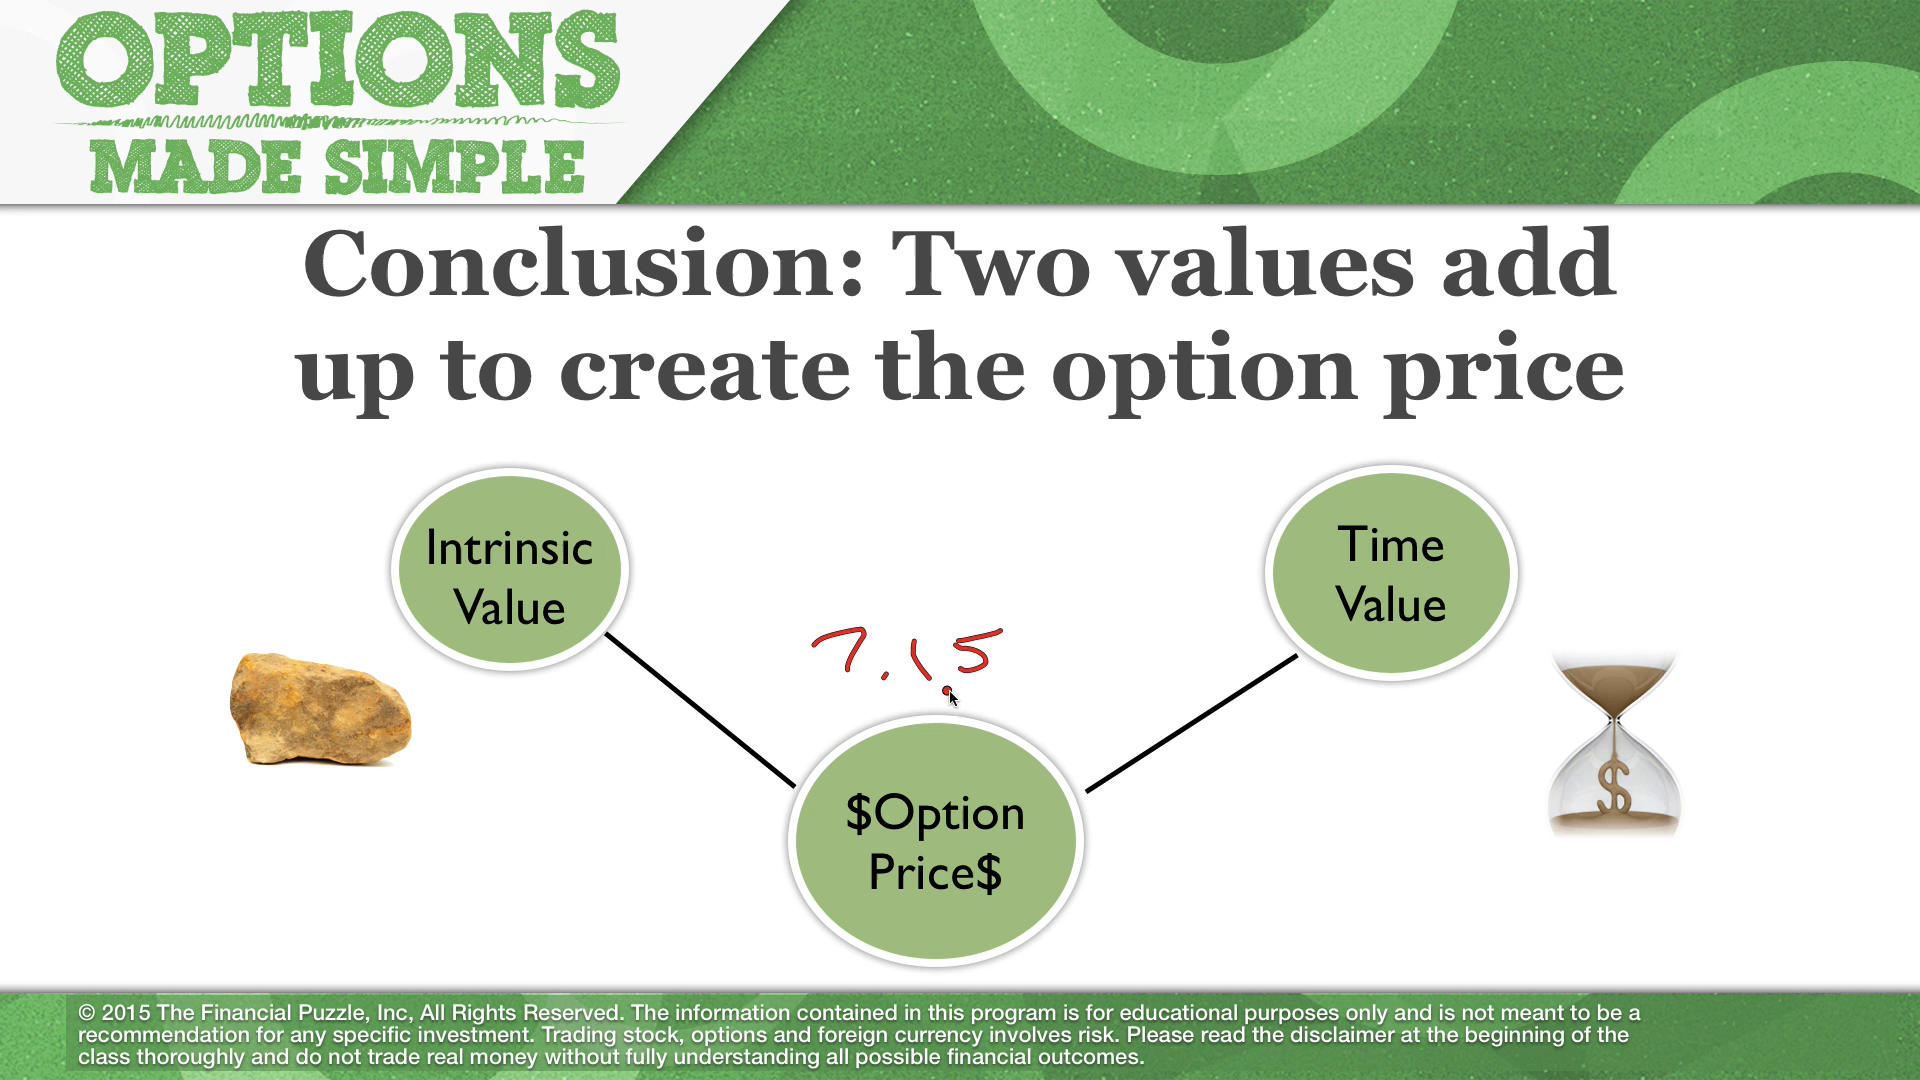 OPTIONS
MADE SIMPLE
Conclusion: Two values add
up to create the option price
Intrinsic
Value
Time
Value
7.15
$Option
Price$
$
© 2015 The Financial Puzzle, Inc, All Rights Reserved. The information contained in this program is for educational purposes only and is not meant to be a
recommendation for any specific investment. Trading stock, options and foreign currency involves risk. Please read the disclaimer at the beginning of the
class thoroughly and do not trade real money without fully understanding all possible financial outcomes.